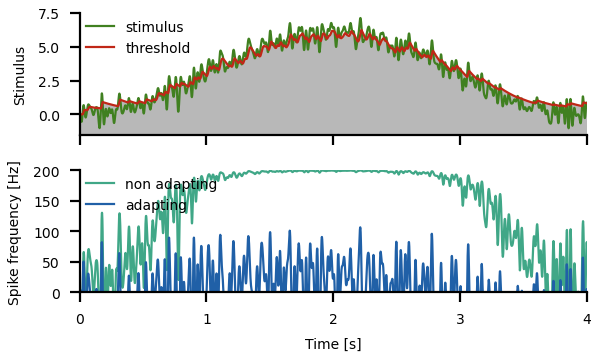 7.5
5.0
2.5
0.0
Stimulus
stimulus
threshold
200
150
100
50
0
Spike frequency [Hz]
non adapting
adapting
0 1 2 3 4
Time [s]